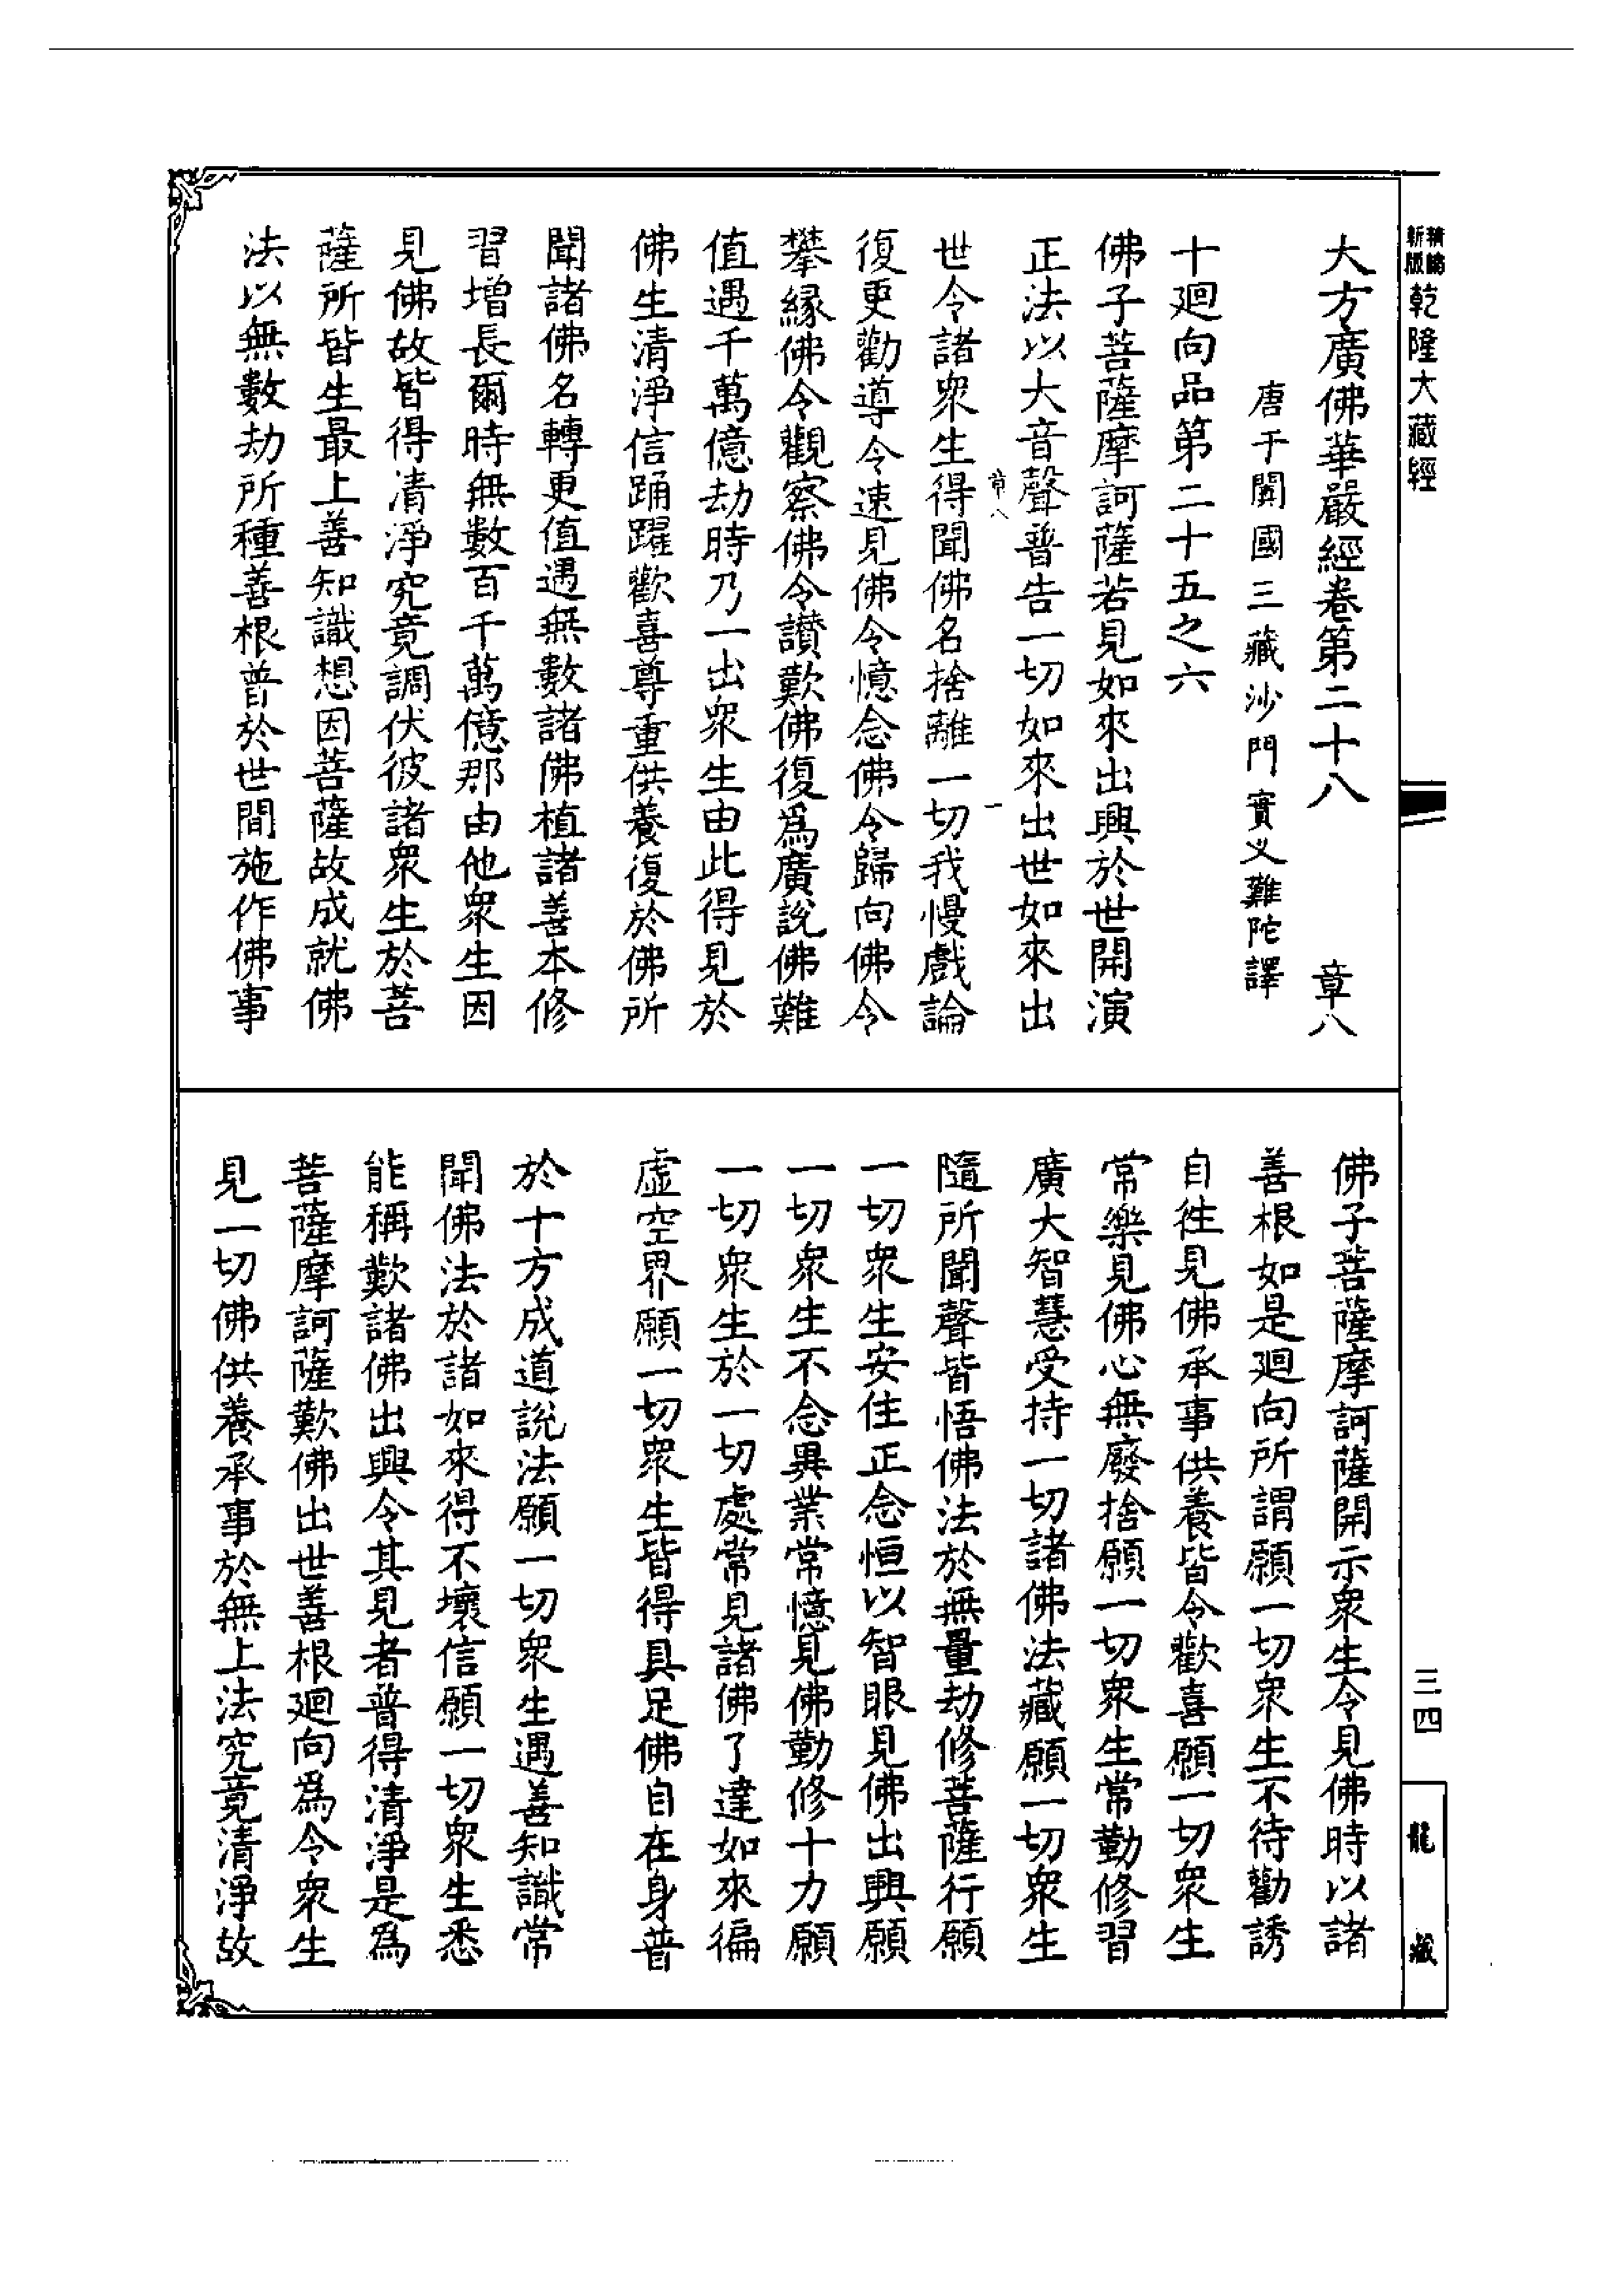 新版
乾隆大藏經
大方廣佛華嚴經卷第二十八 章八
唐于闐國三藏沙門實叉難陀譯
十廻向品第二十五之六
佛子菩薩摩訶薩若見如來出興於世開演
正法以大音聲普告一切如來出世如來出
章八 一
世令諸衆生得聞佛名捨離一切我慢戲論
復更勸導令速見佛令憶念佛令歸向佛令
攀緣佛令觀察佛令讃歎佛復爲廣說佛難
值遇千萬億劫時乃一出衆生由此得見於
佛生清淨信踊躍歡喜尊重供養復於佛所
聞諸佛名轉更值遇無數諸佛植諸善本修
習增長爾時無數百千萬億那由他衆生因
見佛故皆得清淨究竟調伏彼諸衆生於菩
薩所皆生最上善知識想因菩薩故成就佛
法以無數劫所種善根普於世間施作佛事
佛子菩薩摩訶薩開示衆生令見佛時以諸
善根如是廻向所謂願一切衆生不待勸誘
自往見佛承事供養皆令歡喜願一切衆生
常樂見佛心無廢捨願一切衆生常勤修習
廣大智慧受持一切諸佛法藏願一切衆生
隨所聞聲皆悟佛法於無量劫修菩薩行願
一切衆生安住正念恒以智眼見佛出興願
一切衆生不念異業常憶見佛勤修十力願
一切衆生於一切處常見諸佛了達如來徧
虛空界願一切衆生皆得具足佛自在身普
於十方成道說法願一切衆生遇善知識常
聞佛法於諸如來得不壞信願一切衆生悉
能稱歎諸佛出興令其見者普得清淨是爲
菩薩摩訶薩歎佛出世善根廻向爲令衆生
見一切佛供養承事於無上法究竟清淨故
三四
龍藏